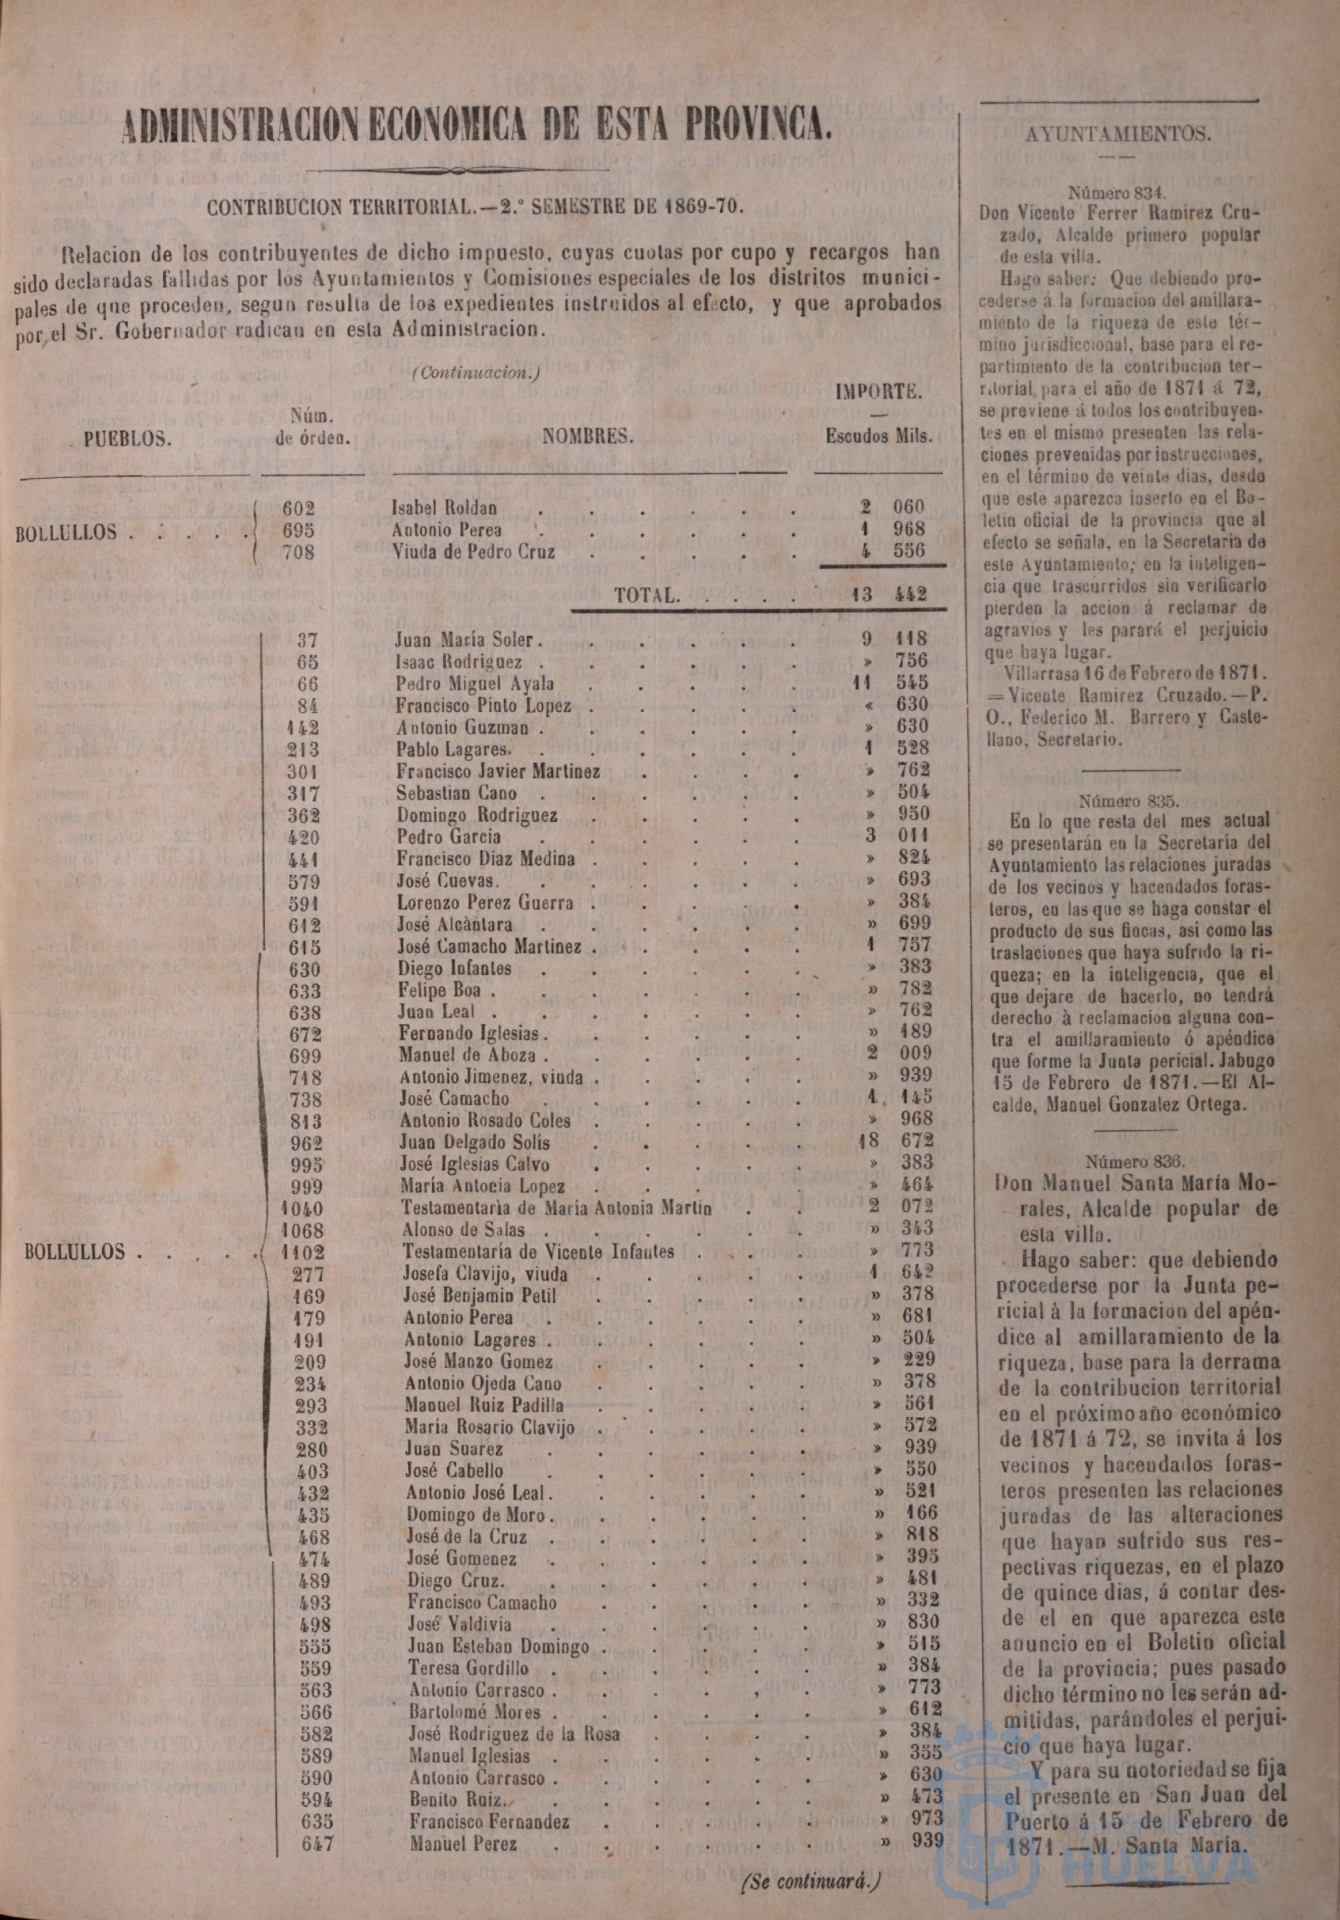 ADMINISTRACION ECONOMICA DE ESTA PROVINCA.
CONTRIBUCION TERRITORIAL.—2.º SEMESTRE DE 1869-70.
Relacion de los contribuyentes de dicho impuesto, cuyas cuotas por cupo y recargos han
sido declaradas fallidas por los Ayuntamientos y Comisiones especiales de los distritos munici-
pales de que proceden, segun resulta de los expedientes instruidos al efecto, y que aprobados
por el Sr. Gobernador radican en esta Administracion.
(Continuacion.)
IMPORTE.
PUEBLOS. Núm. de órden. NOMBRES. Escudos Mils.
602 Isabel Roldan . . . . . . 2 060
BOLLULLOS . . . . . 695 Antonio Perea . . . . . . 1 968
708 Viuda de Pedro Cruz . . . . . 4 556
TOTAL. . . . . 13 442
37 Juan María Soler . . . . . . 9 118
65 Isaac Rodriguez . . . . . . » 756
66 Pedro Miguel Ayala . . . . . 11 545
84 Francisco Pinto Lopez . . . . . « 630
142 Antonio Guzman . . . . . . » 630
213 Pablo Lagares. . . . . . . 1 528
301 Francisco Javier Martinez . . . . » 762
317 Sebastian Cano . . . . . . » 504
362 Domingo Rodriguez . . . . . » 950
420 Pedro Garcia . . . . . . 3 011
441 Francisco Diaz Medina . . . . . » 824
579 José Cuevas. . . . . . . » 693
591 Lorenzo Perez Guerra . . . . . » 384
612 José Alcàntara . . . . . . » 699
615 José Camacho Martinez . . . . . 1 757
630 Diego Infantes . . . . . . » 383
633 Felipe Boa . . . . . . . » 782
638 Juan Leal . . . . . . . » 762
672 Fernando Iglesias . . . . . . » 189
699 Manuel de Aboza . . . . . . 2 009
718 Antonio Jimenez, viuda . . . . . » 939
738 José Camacho . . . . . . 1 145
813 Antonio Rosado Coles . . . . . » 968
962 Juan Delgado Solís . . . . . 18 672
995 José Iglesias Calvo . . . . . » 383
999 María Antonia Lopez . . . . . » 464
1040 Testamentaria de María Antonia Martin . . 2 072
1068 Alonso de Salas . . . . . . » 343
BOLLULLOS . . . . . 1102 Testamentaría de Vicente Infantes . . . » 773
277 Josefa Clavijo, viuda . . . . . 1 642
169 José Benjamin Petil . . . . . » 378
179 Antonio Perea . . . . . . » 681
191 Antonio Lagares . . . . . . » 504
209 José Manzo Gomez . . . . . » 229
234 Antonio Ojeda Cano . . . . . » 378
293 Manuel Ruiz Padilla . . . . . » 561
332 María Rosario Clavijo . . . . . » 572
280 Juan Suarez . . . . . . » 939
403 José Cabello . . . . . . » 550
432 Antonio José Leal . . . . . . » 521
435 Domingo de Moro . . . . . . » 166
468 José de la Cruz . . . . . . » 818
474 José Gomenez . . . . . . » 395
489 Diego Cruz. . . . . . . » 481
493 Francisco Camacho . . . . . » 332
498 José Valdivia . . . . . . » 830
555 Juan Esteban Domingo . . . . . » 515
559 Teresa Gordillo . . . . . . » 384
563 Antonio Carrasco . . . . . . » 773
566 Bartolomé Mores . . . . . . » 612
582 José Rodriguez de la Rosa . . . . » 384
589 Manuel Iglesias . . . . . . » 355
590 Antonio Carrasco . . . . . . » 630
594 Benito Ruiz. . . . . . . » 473
635 Francisco Fernandez . . . . . » 973
647 Manuel Perez . . . . . . » 939
(Se continuará.)
AYUNTAMIENTOS.
Número 834.
Don Vicente Ferrer Ramirez Cru-
zado, Alcalde primero popular
de esta villa.
Hago saber: Que debiendo pro-
cederse á la formacion del amillara-
miento de la riqueza de este tér-
mino jurisdiccional, base para el re-
partimiento de la contribucion ter-
ritorial para el año de 1871 á 72,
se previene á todos los contribuyen-
tes en el mismo presenten las rela-
ciones prevenidas por instrucciones,
en el término de veinte dias, desde
que este aparezca inserto en el Bo-
letin oficial de la provincia que al
efecto se señala, en la Secretaría de
este Ayuntamiento; en la inteligen-
cia que trascurridos sin verificarlo
pierden la accion á reclamar de
agravios y les parará el perjuicio
que haya lugar.
Villarrasa 16 de Febrero de 1871.
=Vicente Ramirez Cruzado.—P.
O., Federico M. Barrero y Caste-
llano, Secretario.
Número 835.
En lo que resta del mes actual
se presentarán en la Secretaría del
Ayuntamiento las relaciones juradas
de los vecinos y hacendados foras-
teros, en las que se haga constar el
producto de sus fincas, asi como las
traslaciones que haya sufrido la ri-
queza; en la inteligencia, que el
que dejare de hacerlo, no tendrá
derecho à reclamacion alguna con-
tra el amillaramiento ó apéndice
que forme la Junta pericial. Jabugo
15 de Febrero de 1871.—El Al-
calde, Manuel Gonzalez Ortega.
Número 836.
Don Manuel Santa María Mo-
rales, Alcalde popular de
esta villa.
Hago saber: que debiendo
procederse por la Junta pe-
ricial à la formacion del apén-
dice al amillaramiento de la
riqueza, base para la derrama
de la contribucion territorial
en el próximo año económico
de 1871 á 72, se invita á los
vecinos y hacendados foras-
teros presenten las relaciones
juradas de las alteraciones
que hayan sufrido sus res-
pectivas riquezas, en el plazo
de quince dias, á contar des-
de el en que aparezca este
anuncio en el Boletin oficial
de la provincia; pues pasado
dicho término no les serán ad-
mitidas, parándoles el perjui-
cio que haya lugar.
Y para su notoriedad se fija
el presente en San Juan del
Puerto á 15 de Febrero de
1871.—M. Santa María.
HUELVA